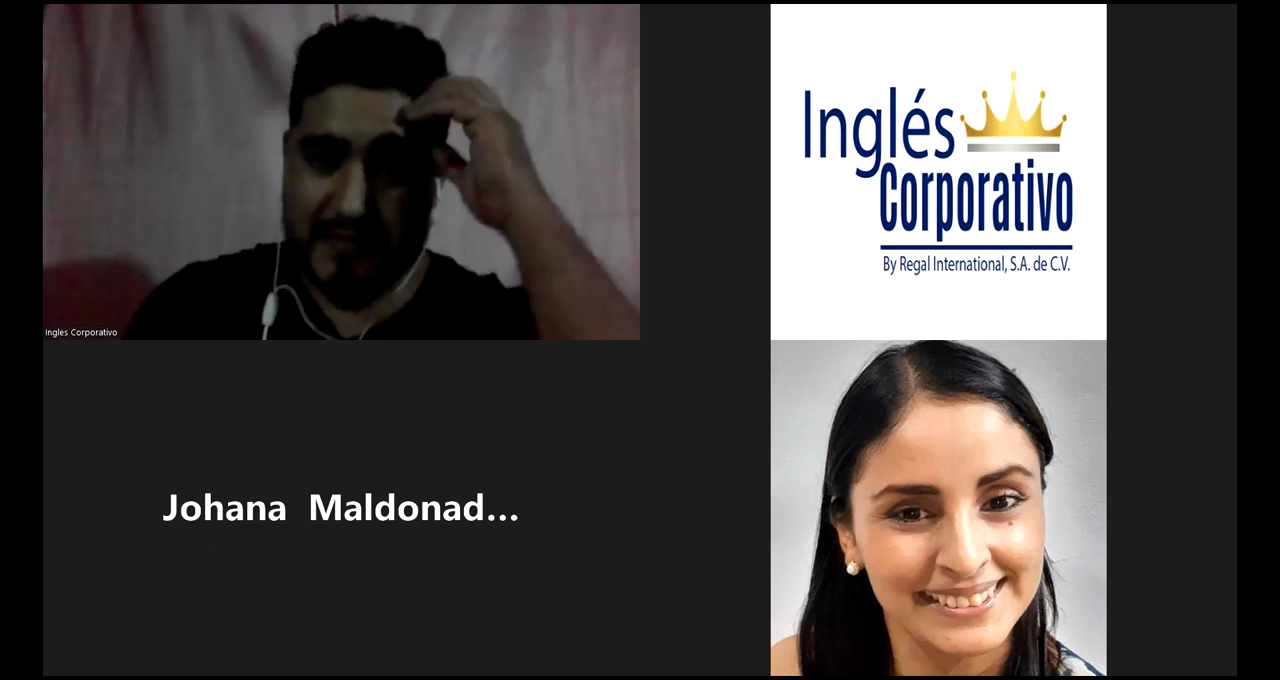 Inglés
Corporativo
By Regal International, S.A. de C.V.
Ingles Corporativo
Johana Maldonad...